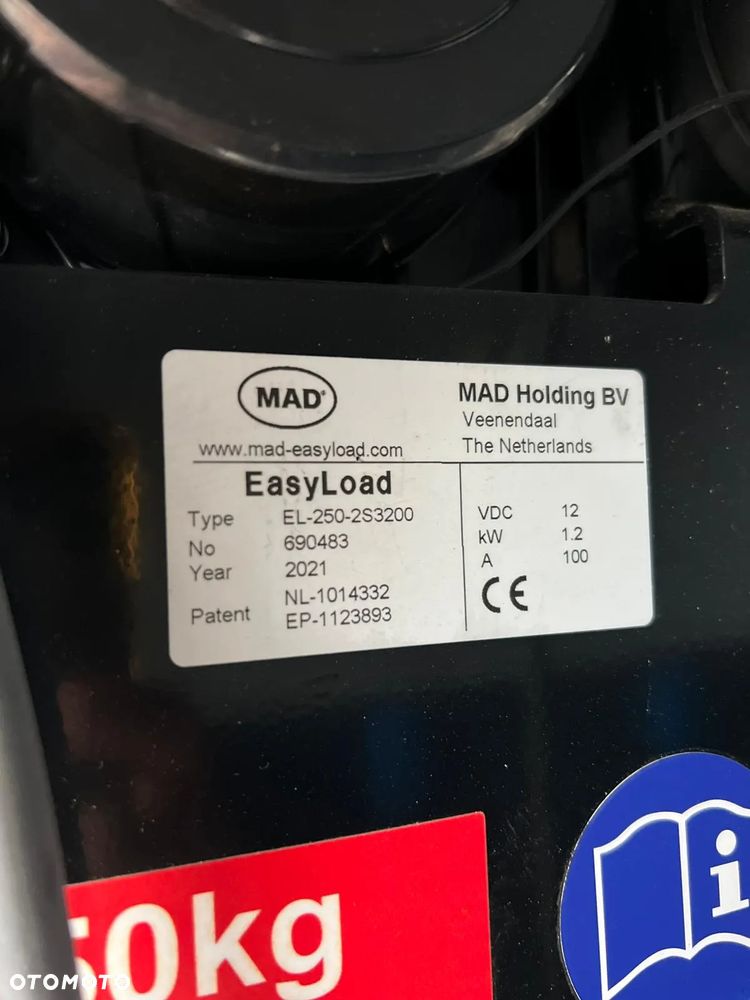 MAD®
MAD Holding BV
Veenendaal
The Netherlands
www.mad-easyload.com
EasyLoad
Type EL-250-2S3200
No 690483
Year 2021
Patent NL-1014332
EP-1123893
VDC 12
kW 1.2
A 100
CE
50kg
i
OTOMOTO